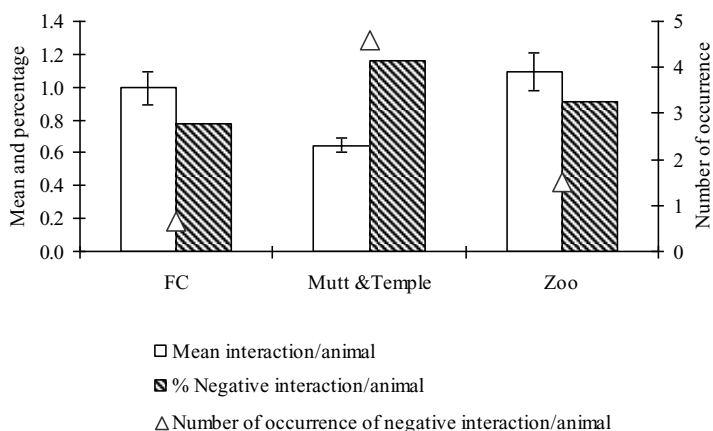 Mean and percentage
1.4
1.2
1.0
0.8
0.6
0.4
0.2
0.0
5
4
3
2
1
0
Number of occurrence
FC Mutt &Temple Zoo
Mean interaction/animal
% Negative interaction/animal
Number of occurrence of negative interaction/animal